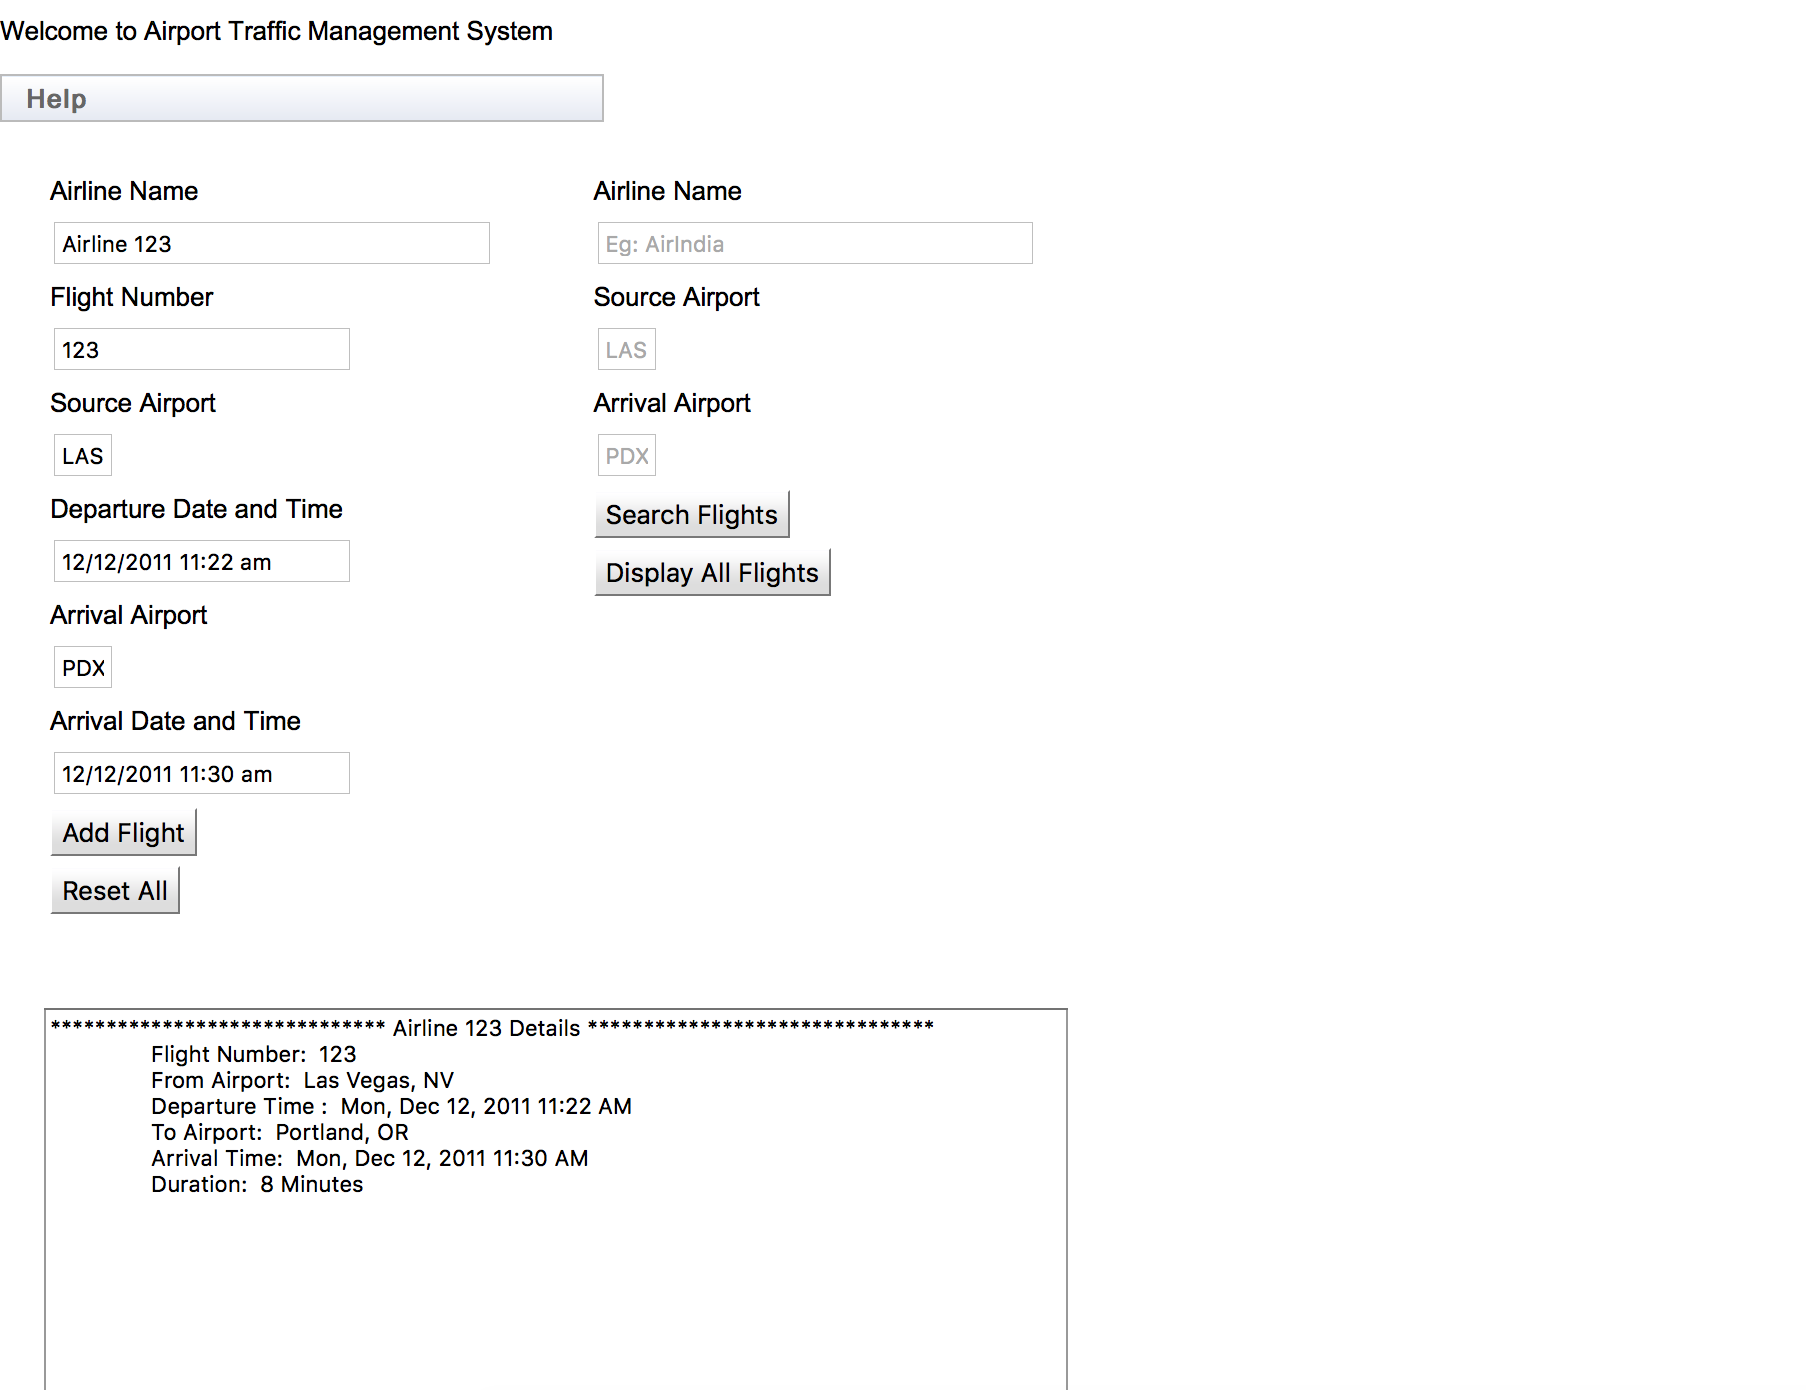 Welcome to Airport Traffic Management System
Help
Airline Name
Airline 123
Flight Number
123
Source Airport
LAS
Departure Date and Time
12/12/2011 11:22 am
Arrival Airport
PDX
Arrival Date and Time
12/12/2011 11:30 am
Add Flight
Reset All
Airline Name
Eg: AirIndia
Source Airport
LAS
Arrival Airport
PDX
Search Flights
Display All Flights
****************************** Airline 123 Details *******************************
Flight Number:  123
From Airport:  Las Vegas, NV
Departure Time :  Mon, Dec 12, 2011 11:22 AM
To Airport:  Portland, OR
Arrival Time:  Mon, Dec 12, 2011 11:30 AM
Duration:  8 Minutes